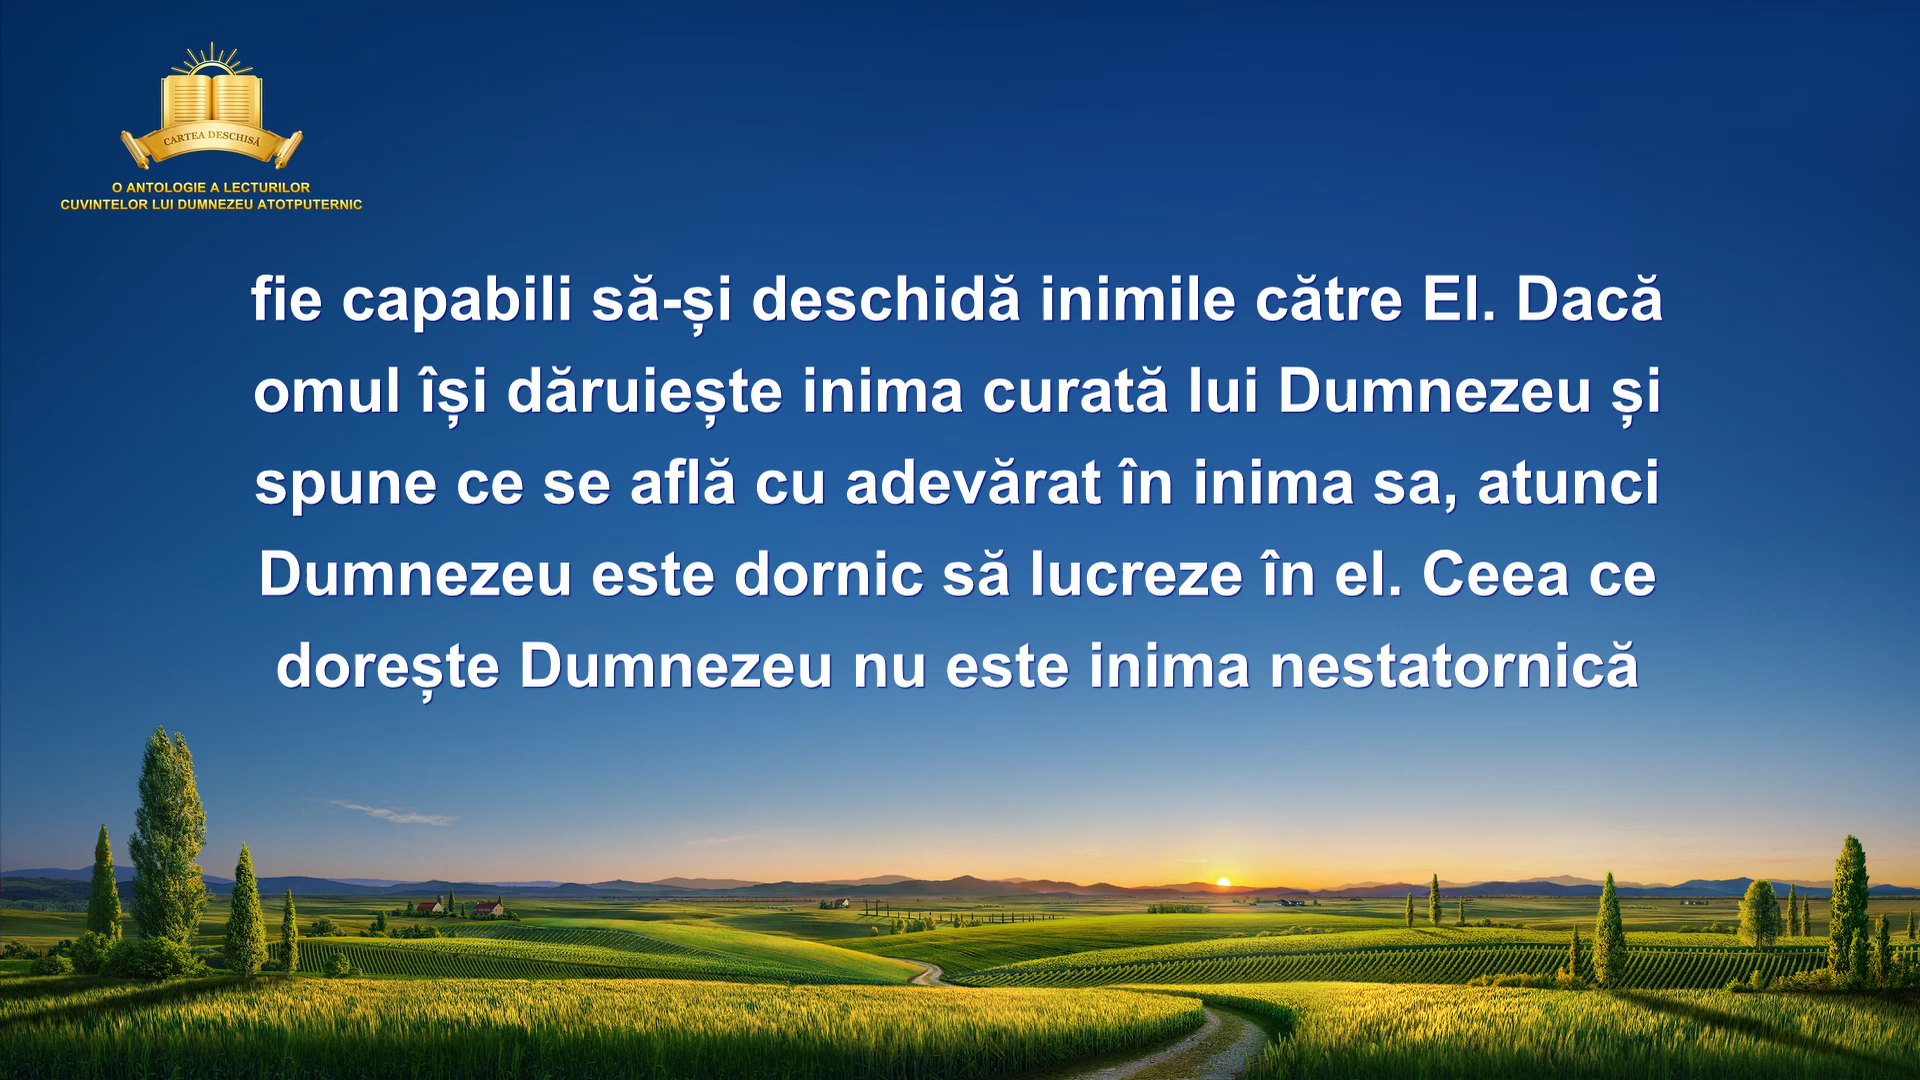 CARTEA DESCHISĂ
O ANTOLOGIE A LECTURILOR
CUVINTELOR LUI DUMNEZEU ATOTPUTERNIC
fie capabili să-și deschidă inimile către El. Dacă
omul își dăruiește inima curată lui Dumnezeu și
spune ce se află cu adevărat în inima sa, atunci
Dumnezeu este dornic să lucreze în el. Ceea ce
dorește Dumnezeu nu este inima nestatornică